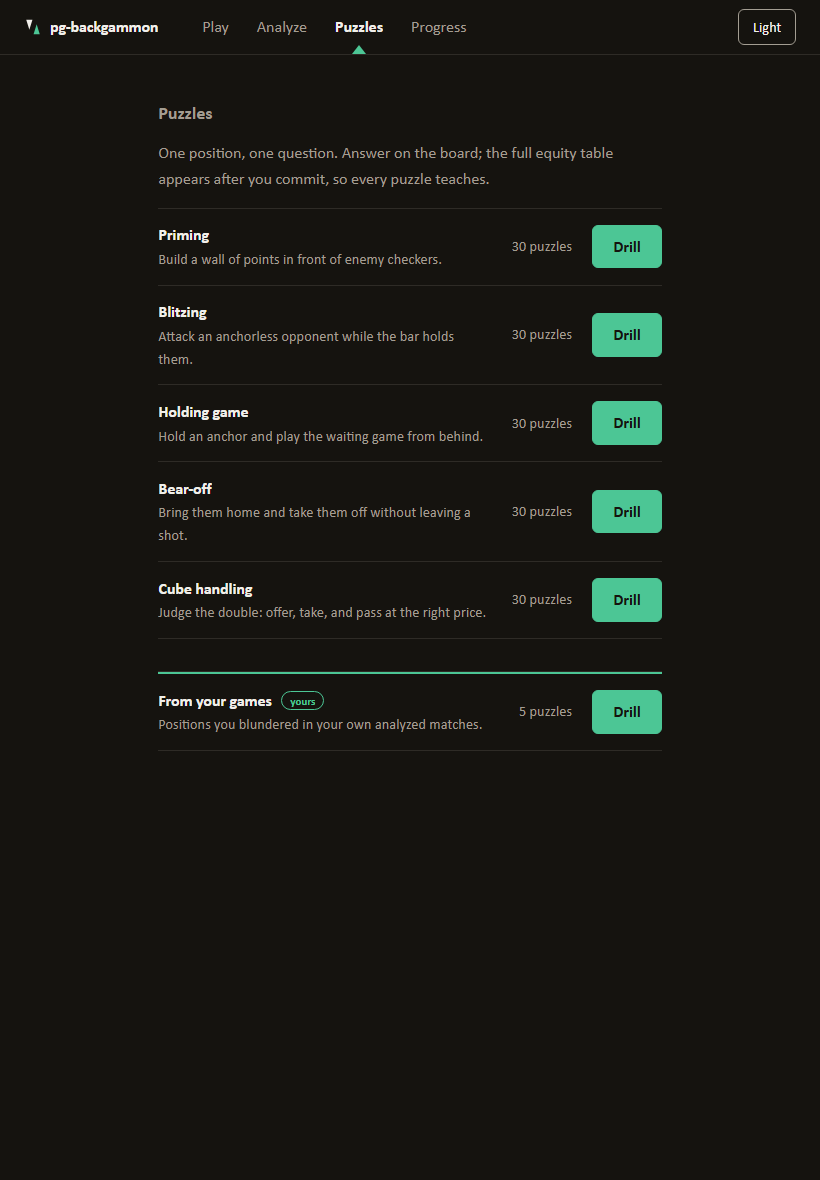 pg-backgammon Play Analyze Puzzles Progress Light
Puzzles
One position, one question. Answer on the board; the full equity table
appears after you commit, so every puzzle teaches.
Priming
Build a wall of points in front of enemy checkers.
30 puzzles
Drill
Blitzing
Attack an anchorless opponent while the bar holds
them.
30 puzzles
Drill
Holding game
Hold an anchor and play the waiting game from behind.
30 puzzles
Drill
Bear-off
Bring them home and take them off without leaving a
shot.
30 puzzles
Drill
Cube handling
Judge the double: offer, take, and pass at the right price.
30 puzzles
Drill
From your games yours
Positions you blundered in your own analyzed matches.
5 puzzles
Drill